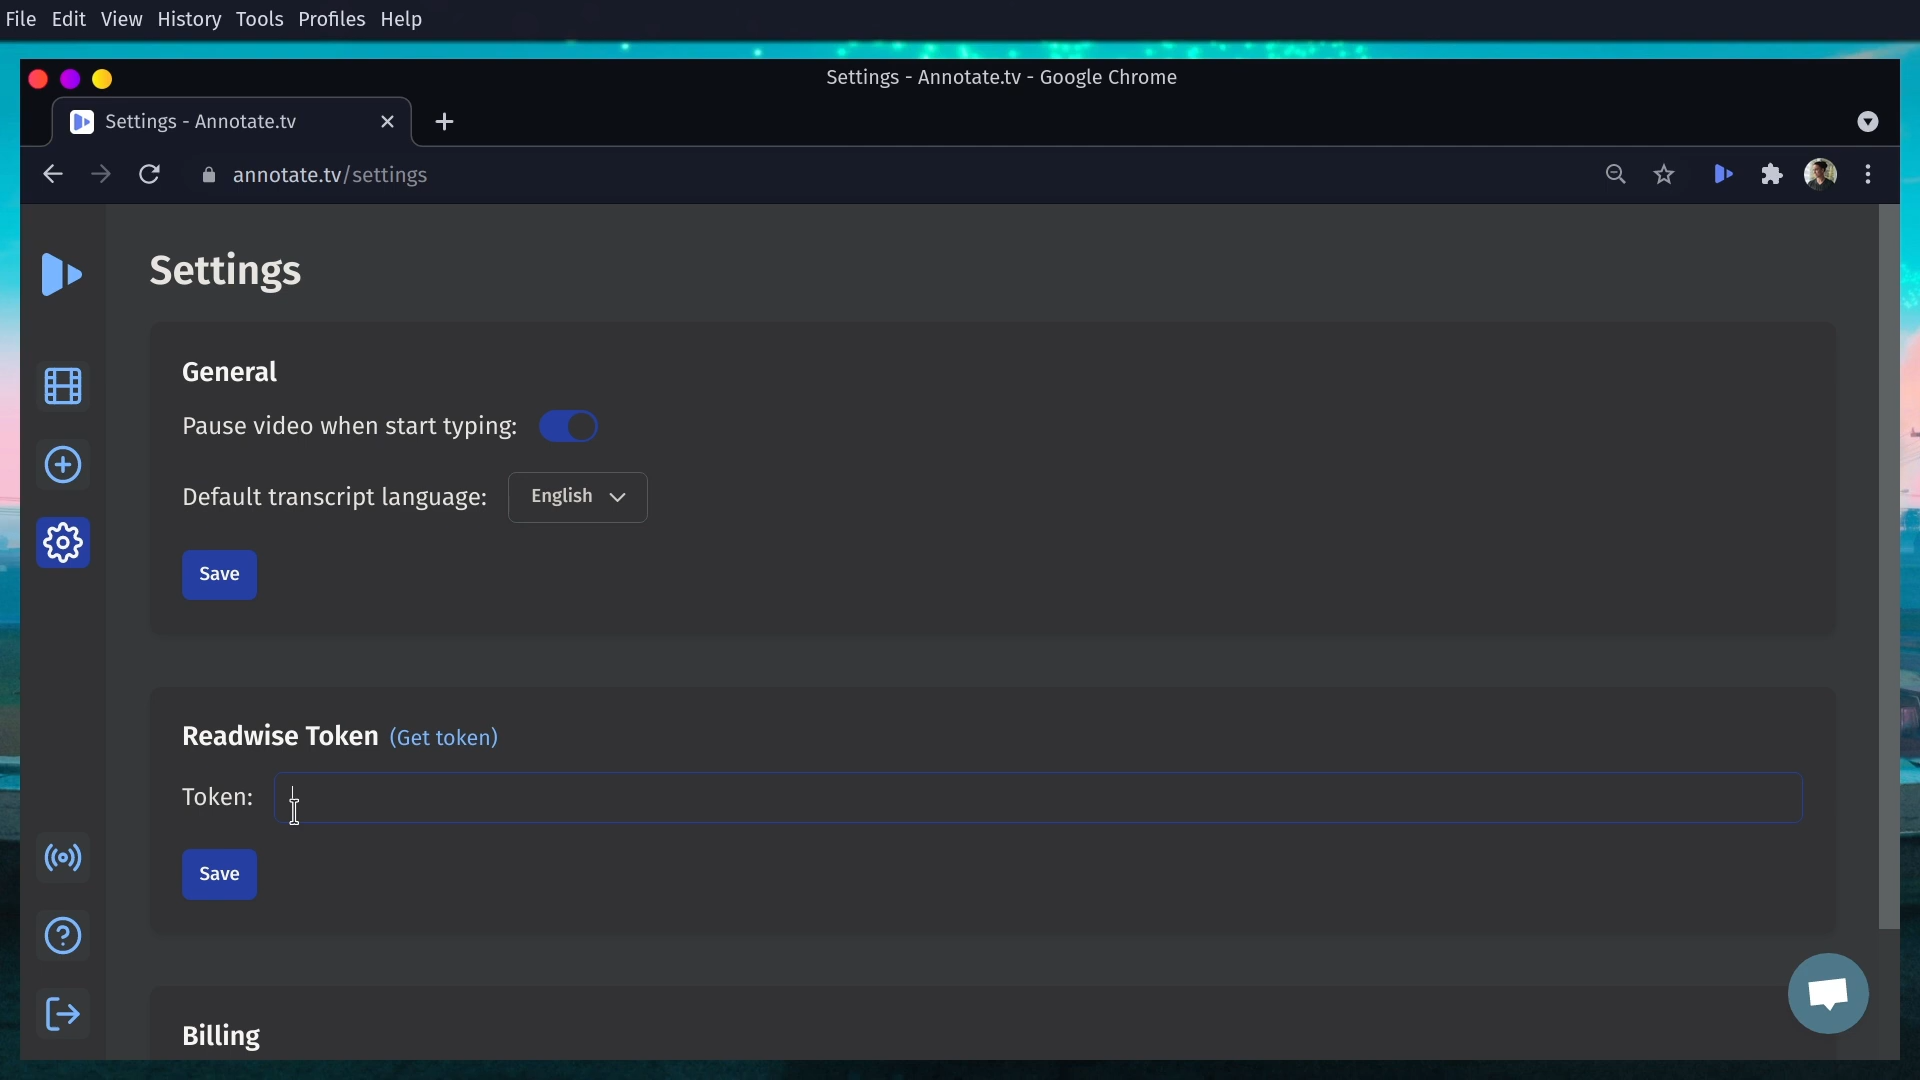 File Edit View History Tools Profiles Help
Settings - Annotate.tv - Google Chrome
Settings - Annotate.tv
annotate.tv/settings
Settings
General
Pause video when start typing:
Default transcript language: English
Save
Readwise Token (Get token)
Token:
Save
Billing